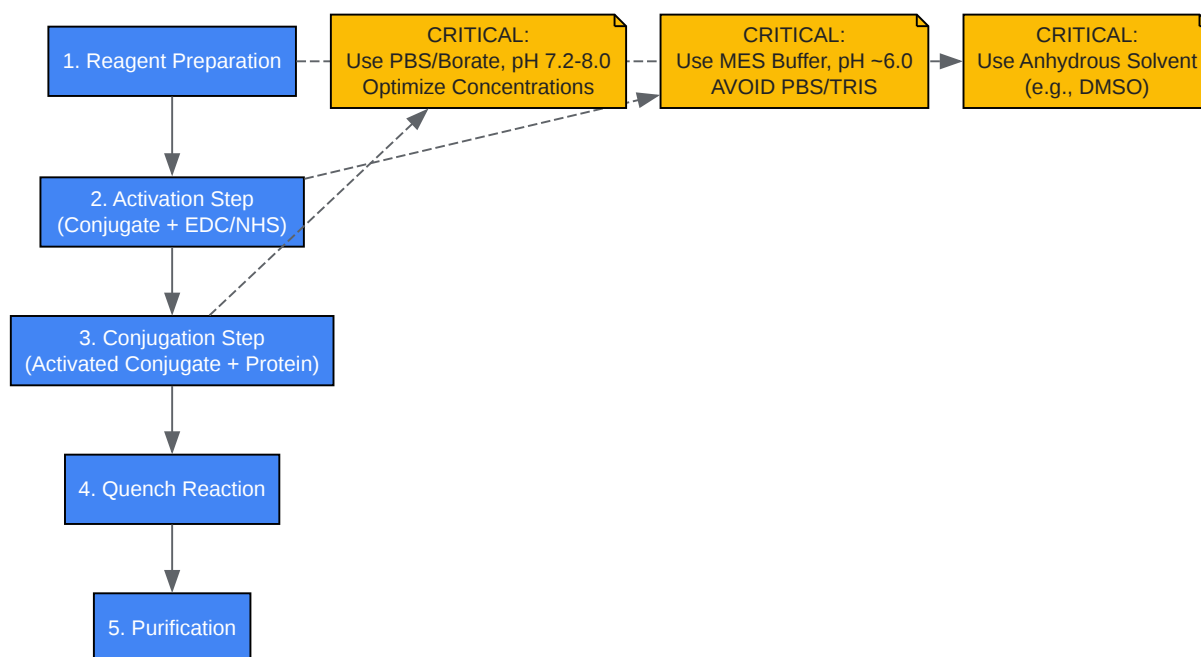 1. Reagent Preparation
CRITICAL:
Use PBS/Borate, pH 7.2-8.0
Optimize Concentrations
CRITICAL:
Use MES Buffer, pH ~6.0
AVOID PBS/TRIS
CRITICAL:
Use Anhydrous Solvent
(e.g., DMSO)
2. Activation Step
(Conjugate + EDC/NHS)
3. Conjugation Step
(Activated Conjugate + Protein)
4. Quench Reaction
5. Purification